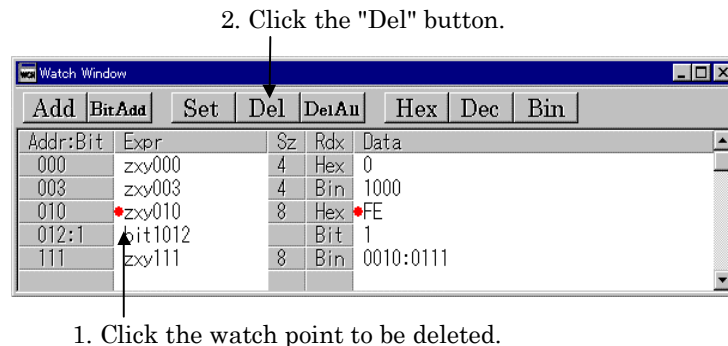 2. Click the "Del" button.
Watch Window
Add BitAdd Set Del DelAll Hex Dec Bin
Addr:Bit Expr Sz Rdx Data
000 zxy000 4 Hex 0
003 zxy003 4 Bin 1000
010 zxy010 8 Hex FE
012:1 bit1012 Bit 1
111 zxy111 8 Bin 0010:0111
1. Click the watch point to be deleted.